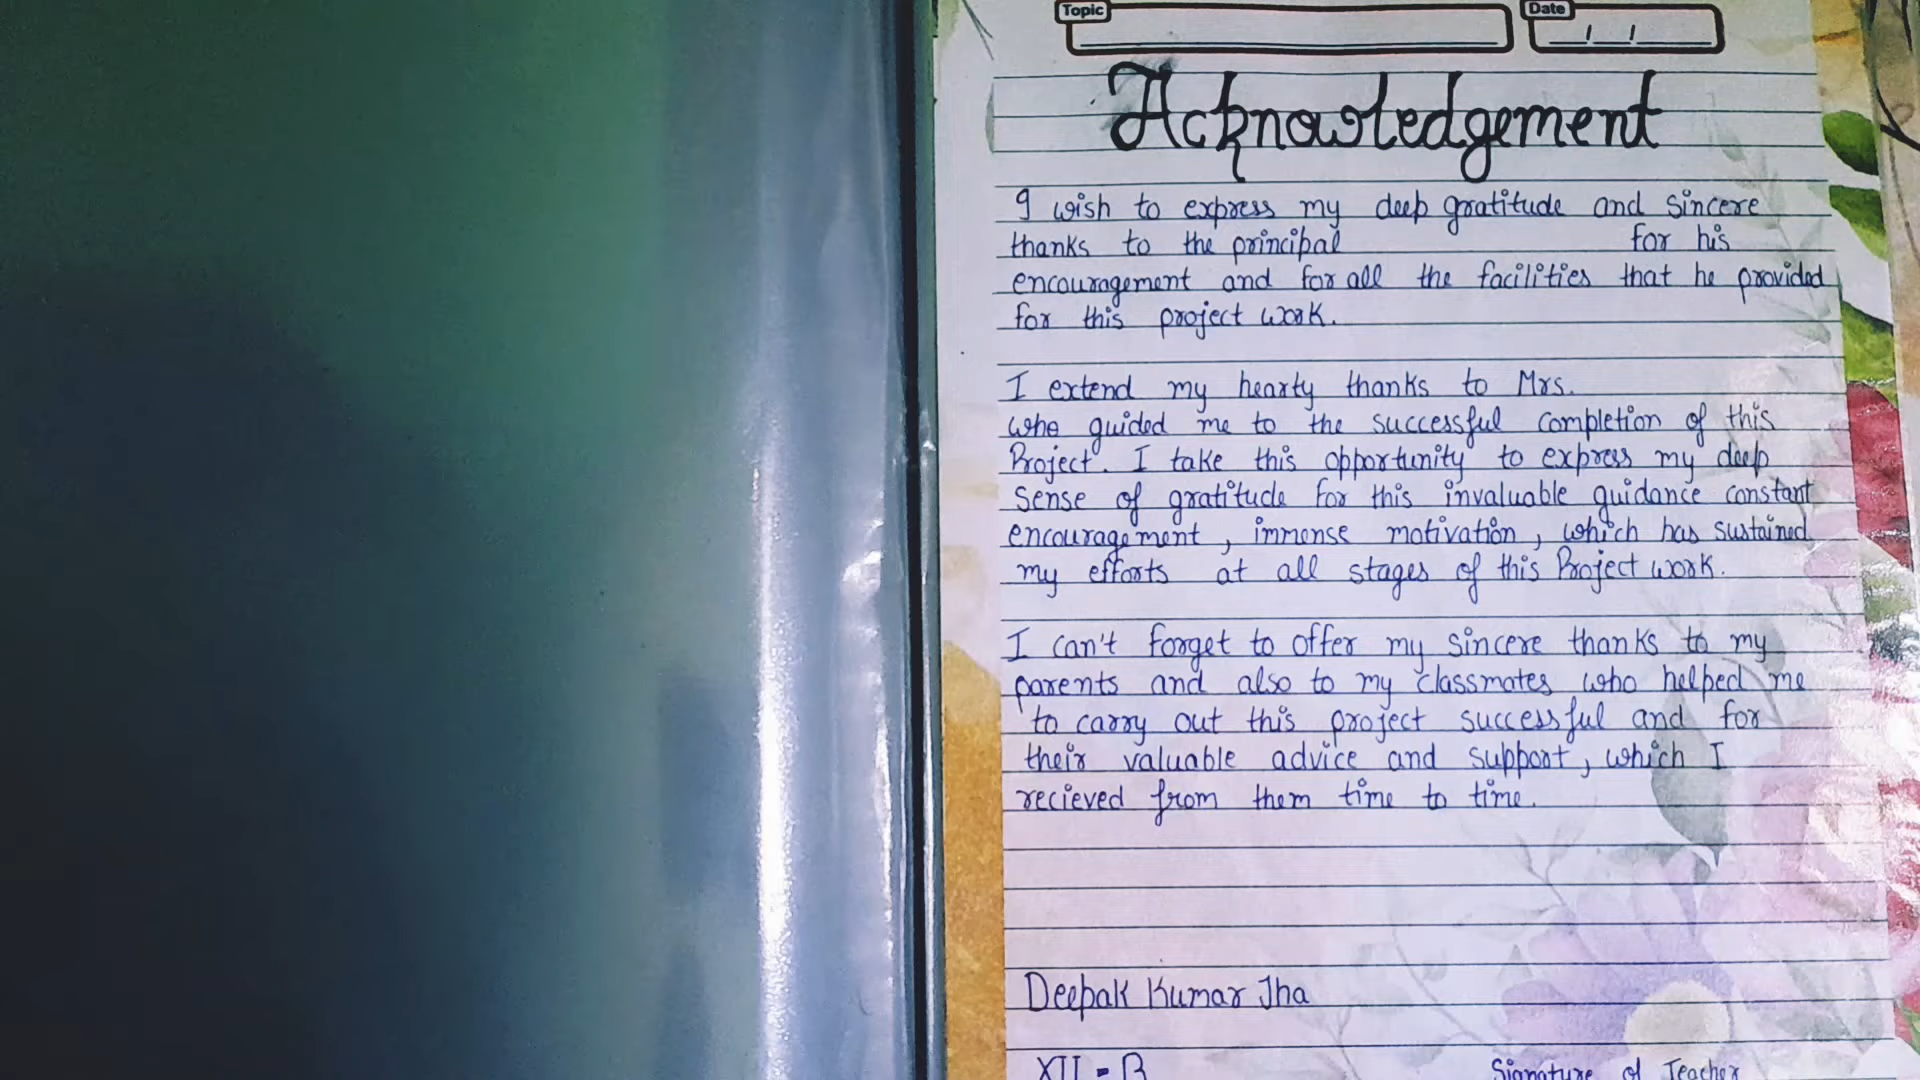 Topic
Date
Acknowledgement
I wish to express my deep gratitude and sincere
thanks to the principal for his
encouragement and for all the facilities that he provided
for this project work.
I extend my hearty thanks to Mrs.
who guided me to the successful completion of this
Project. I take this opportunity to express my deep
sense of gratitude for this invaluable guidance constant
encouragement, immense motivation, which has sustained
my efforts at all stages of this Project work.
I can't forget to offer my sincere thanks to my
parents and also to my classmates who helped me
to carry out this project successful and for
their valuable advice and support, which I
recieved from them time to time.
Deepak Kumar Jha
XII - B
Signature of Teacher